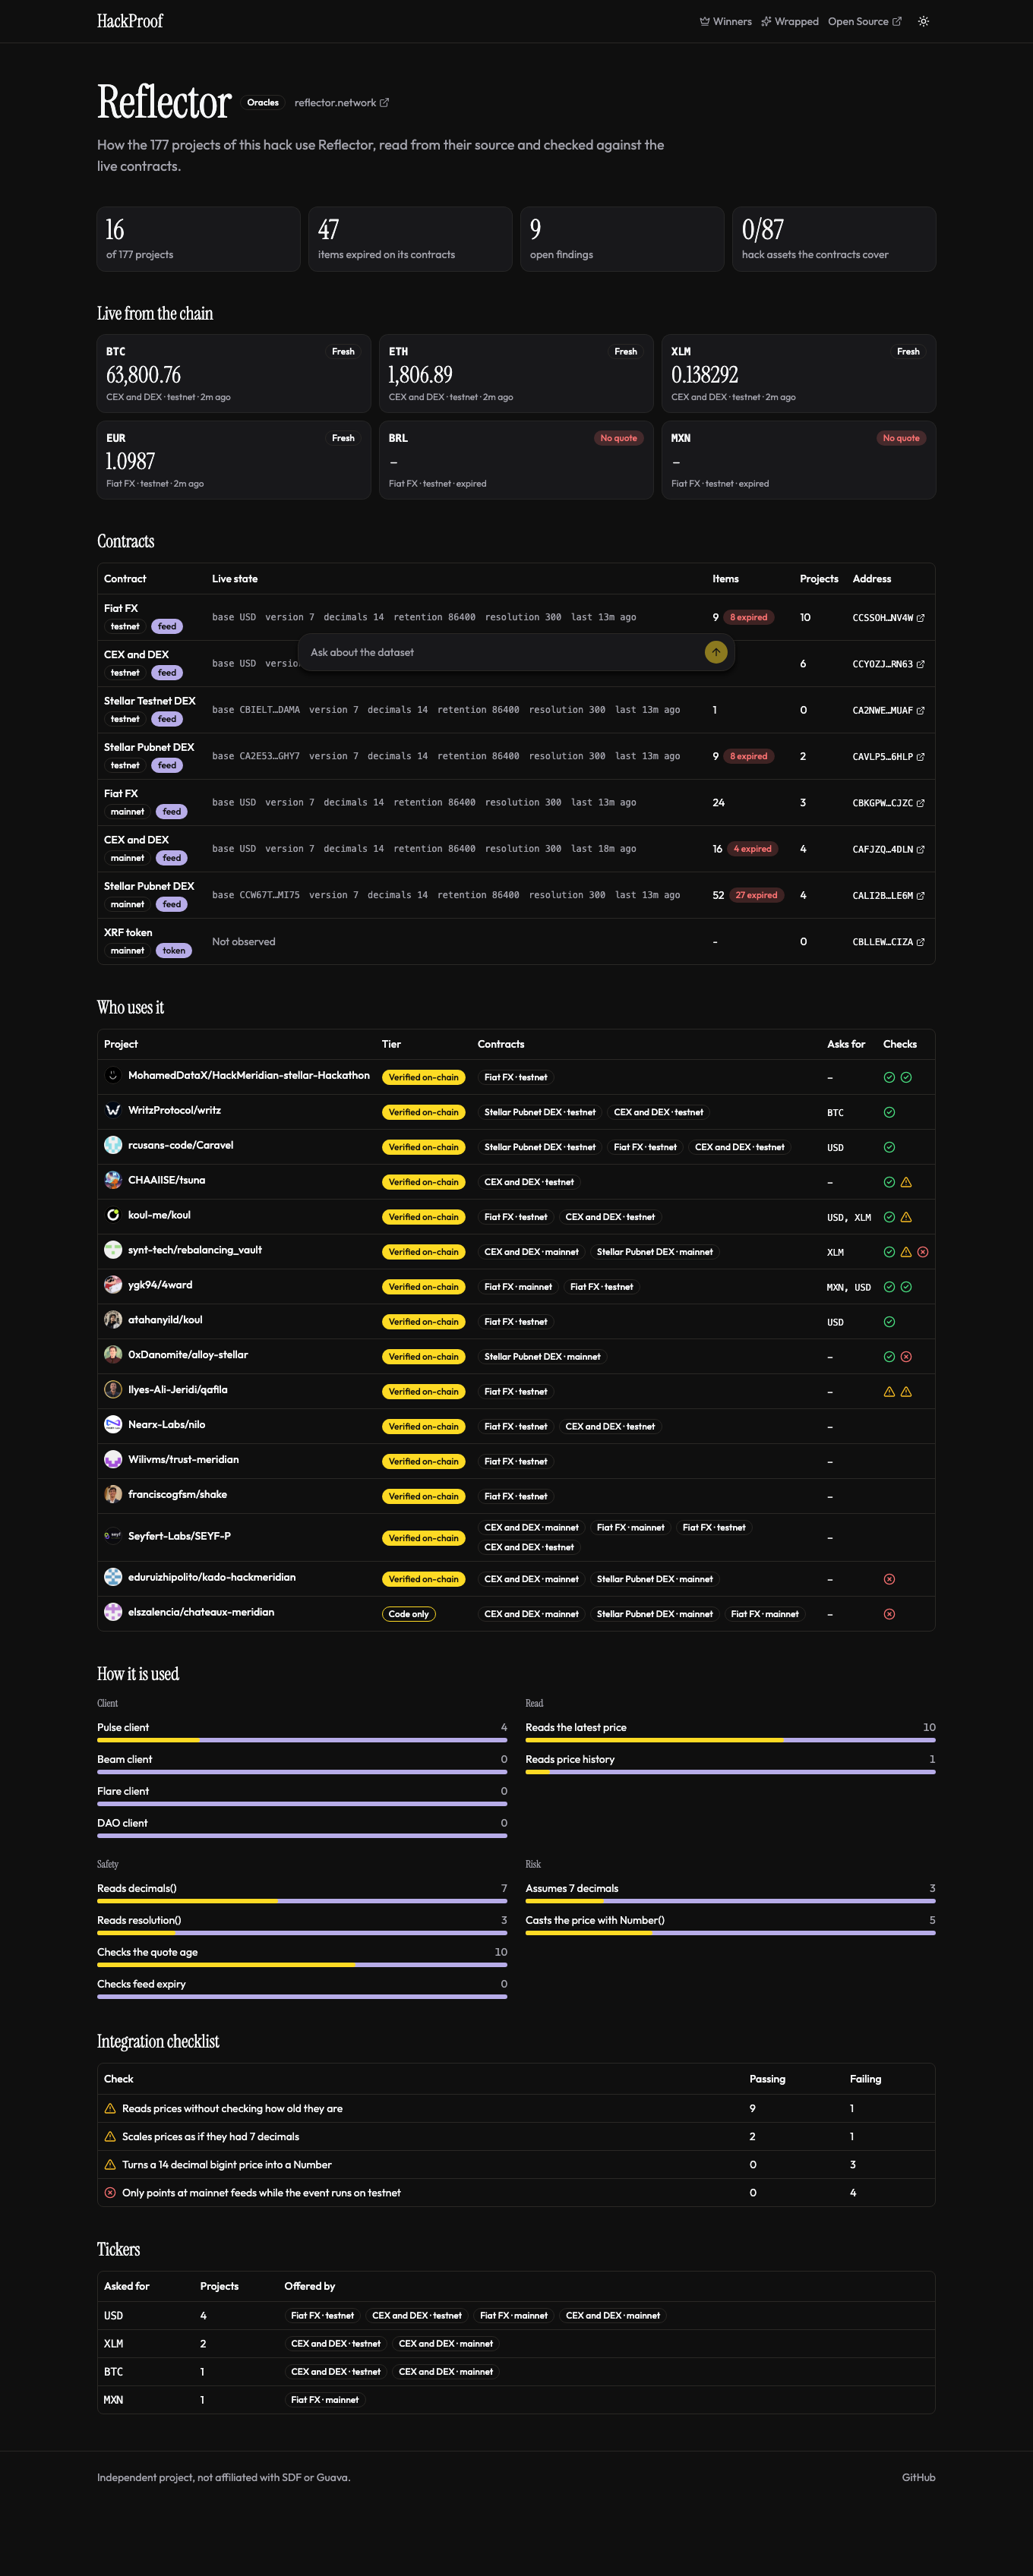 HackProof
Winners Wrapped Open Source
Reflector Oracles reflector.network
How the 177 projects of this hack use Reflector, read from their source and checked against the
live contracts.
16
of 177 projects
47
items expired on its contracts
9
open findings
0/87
hack assets the contracts cover
Live from the chain
BTC Fresh
63,800.76
CEX and DEX · testnet · 2m ago
ETH Fresh
1,806.89
CEX and DEX · testnet · 2m ago
XLM Fresh
0.138292
CEX and DEX · testnet · 2m ago
EUR Fresh
1.0987
Fiat FX · testnet · 2m ago
BRL No quote
-
Fiat FX · testnet · expired
MXN No quote
-
Fiat FX · testnet · expired
Contracts
Contract Live state Items Projects Address
Fiat FX
testnet feed
base USD version 7 decimals 14 retention 86400 resolution 300 last 13m ago 9 8 expired 10 CCSSOH…NV4W
CEX and DEX
testnet feed
base USD 6 CCYOZJ…RN63
Ask about the dataset
Stellar Testnet DEX
testnet feed
base CBIELT…DAMA version 7 decimals 14 retention 86400 resolution 300 last 13m ago 1 0 CA2NWE…MUAF
Stellar Pubnet DEX
testnet feed
base CA2E53…GHY7 version 7 decimals 14 retention 86400 resolution 300 last 13m ago 9 8 expired 2 CAVLP5…6HLP
Fiat FX
mainnet feed
base USD version 7 decimals 14 retention 86400 resolution 300 last 13m ago 24 3 CBKGPW…CJZC
CEX and DEX
mainnet feed
base USD version 7 decimals 14 retention 86400 resolution 300 last 18m ago 16 4 expired 4 CAFJZQ…4DLN
Stellar Pubnet DEX
mainnet feed
base CCW67T…MI75 version 7 decimals 14 retention 86400 resolution 300 last 13m ago 52 27 expired 4 CALI2B…LE6M
XRF token
mainnet token
Not observed - 0 CBLLEW…CIZA
Who uses it
Project Tier Contracts Asks for Checks
MohamedDataX/HackMeridian-stellar-Hackathon Verified on-chain Fiat FX · testnet –
WritzProtocol/writz Verified on-chain Stellar Pubnet DEX · testnet CEX and DEX · testnet BTC
rcusans-code/Caravel Verified on-chain Stellar Pubnet DEX · testnet Fiat FX · testnet CEX and DEX · testnet USD
CHAAIISE/tsuna Verified on-chain CEX and DEX · testnet –
koul-me/koul Verified on-chain Fiat FX · testnet CEX and DEX · testnet USD, XLM
synt-tech/rebalancing_vault Verified on-chain CEX and DEX · mainnet Stellar Pubnet DEX · mainnet XLM
ygk94/4ward Verified on-chain Fiat FX · mainnet Fiat FX · testnet MXN, USD
atahanyild/koul Verified on-chain Fiat FX · testnet USD
0xDanomite/alloy-stellar Verified on-chain Stellar Pubnet DEX · mainnet –
Ilyes-Ali-Jeridi/qafila Verified on-chain Fiat FX · testnet –
Nearx-Labs/nilo Verified on-chain Fiat FX · testnet CEX and DEX · testnet –
Wilivms/trust-meridian Verified on-chain Fiat FX · testnet –
franciscogfsm/shake Verified on-chain Fiat FX · testnet –
Seyfert-Labs/SEYF-P Verified on-chain CEX and DEX · mainnet Fiat FX · mainnet Fiat FX · testnet
CEX and DEX · testnet –
eduruizhipolito/kado-hackmeridian Verified on-chain CEX and DEX · mainnet Stellar Pubnet DEX · mainnet –
elszalencia/chateaux-meridian Code only CEX and DEX · mainnet Stellar Pubnet DEX · mainnet Fiat FX · mainnet –
How it is used
Client
Pulse client 4
Beam client 0
Flare client 0
DAO client 0
Read
Reads the latest price 10
Reads price history 1
Safety
Reads decimals() 7
Reads resolution() 3
Checks the quote age 10
Checks feed expiry 0
Risk
Assumes 7 decimals 3
Casts the price with Number() 5
Integration checklist
Check Passing Failing
Reads prices without checking how old they are 9 1
Scales prices as if they had 7 decimals 2 1
Turns a 14 decimal bigint price into a Number 0 3
Only points at mainnet feeds while the event runs on testnet 0 4
Tickers
Asked for Projects Offered by
USD 4 Fiat FX · testnet CEX and DEX · testnet Fiat FX · mainnet CEX and DEX · mainnet
XLM 2 CEX and DEX · testnet CEX and DEX · mainnet
BTC 1 CEX and DEX · testnet CEX and DEX · mainnet
MXN 1 Fiat FX · mainnet
Independent project, not affiliated with SDF or Guava. GitHub